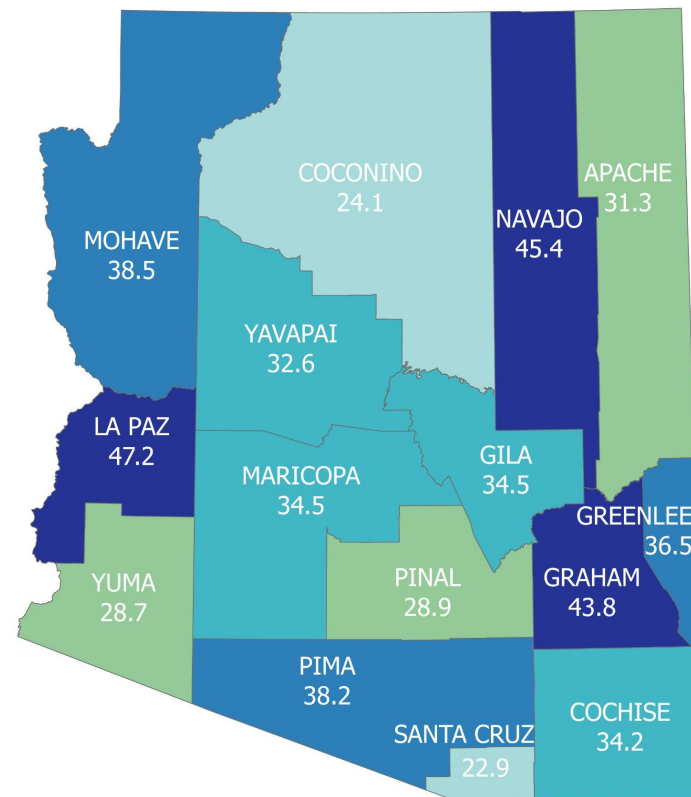 COCONINO
24.1
APACHE
31.3
NAVAJO
45.4
MOHAVE
38.5
YAVAPAI
32.6
LA PAZ
47.2
MARICOPA
34.5
GILA
34.5
GREENLEE
36.5
YUMA
28.7
PINAL
28.9
GRAHAM
43.8
PIMA
38.2
COCHISE
34.2
SANTA CRUZ
22.9